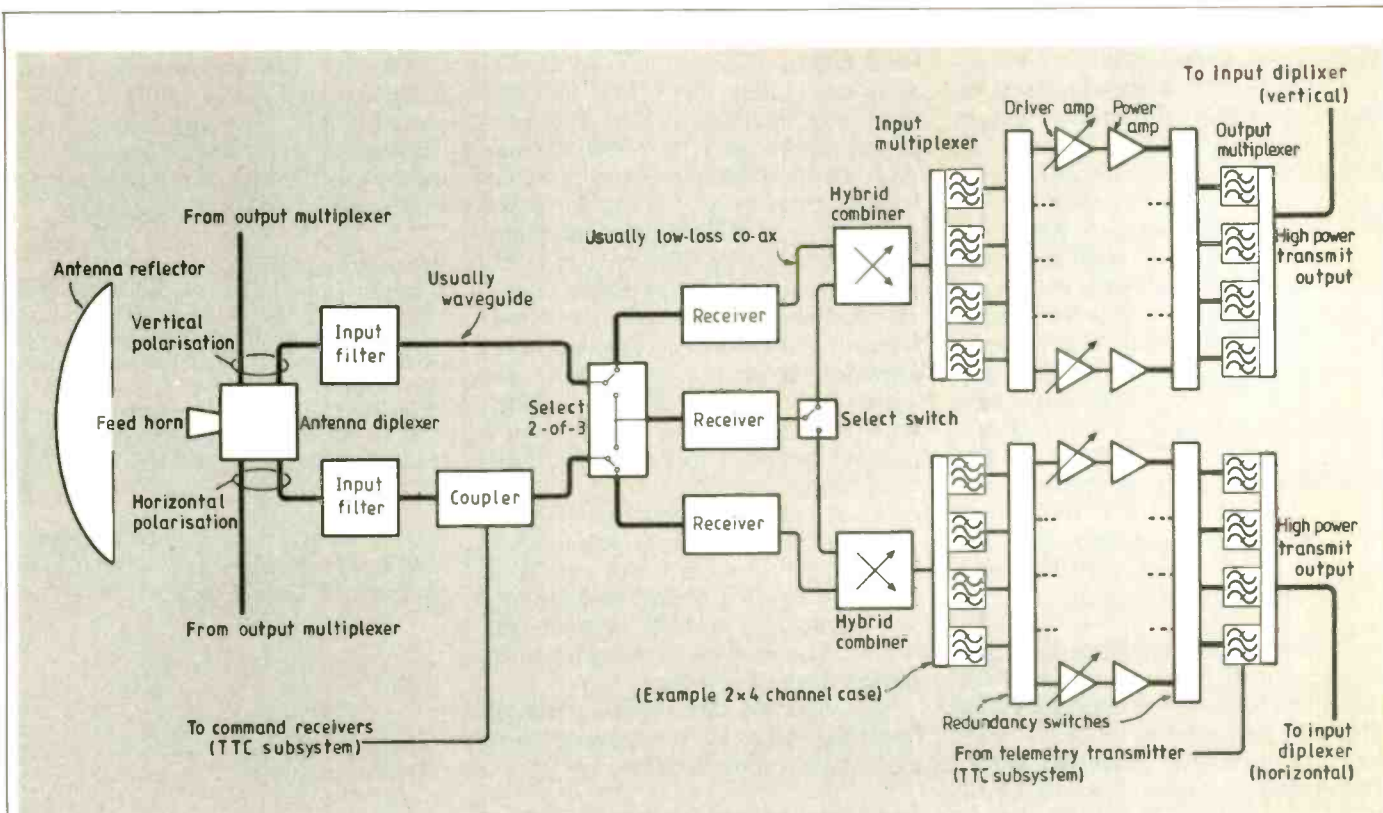 To input diplixer
(vertical)
Driver amp
Power
amp
Input
multiplexer
Output
multiplexer
From output multiplexer
Hybrid
combiner
Usually low-loss co-ax
High power
transmit
output
Antenna reflector
Usually
waveguide
Vertical
polarisation
Input
filter
Receiver
Feed horn
Antenna diplexer
Select
2-of-3
Receiver
Select switch
Horizontal
polarisation
Input
filter
Coupler
Receiver
High power
transmit
output
From output multiplexer
Hybrid
combiner
(Example 2×4 channel case)
Redundancy switches
To command receivers
(TTC subsystem)
From telemetry transmitter
(TTC subsystem)
To input
diplexer
(horizontal)